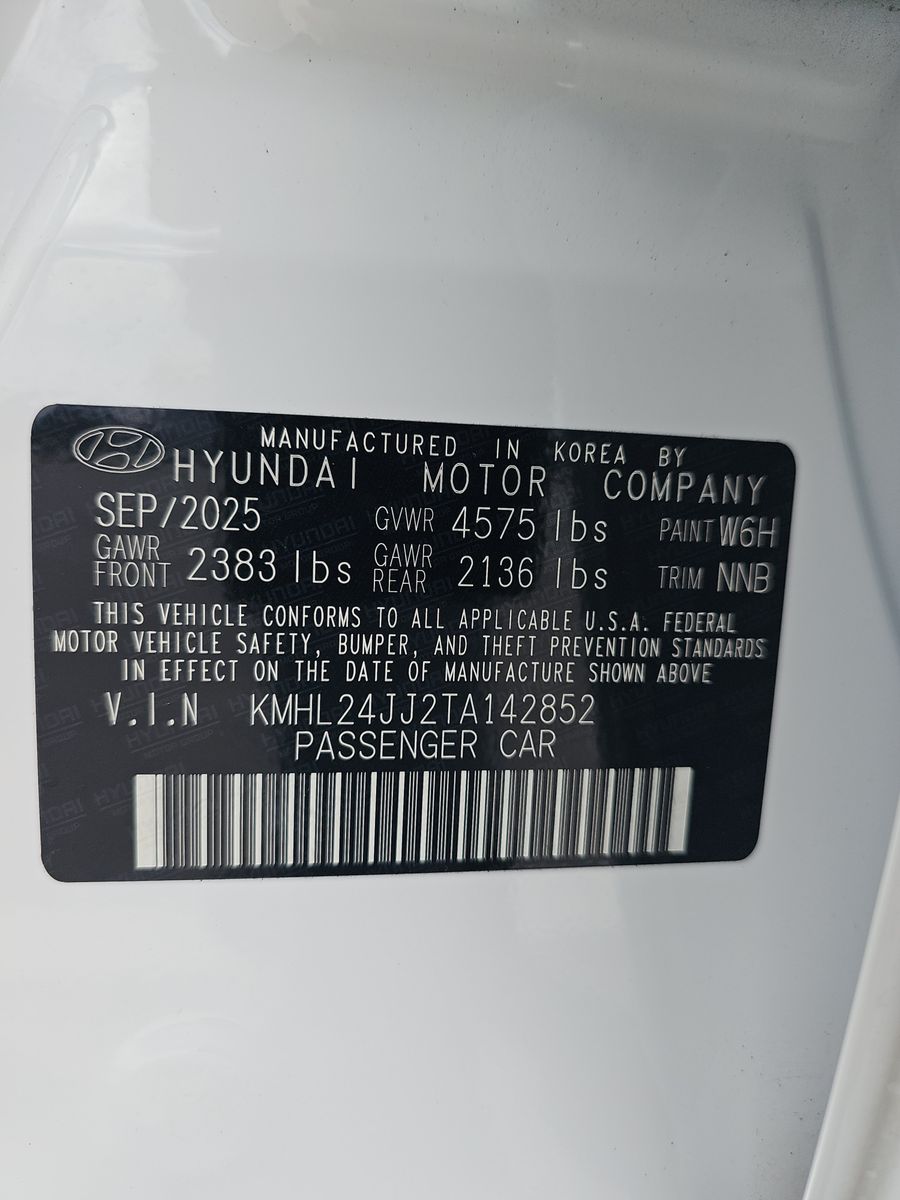 MANUFACTURED IN KOREA BY
HYUNDAI MOTOR COMPANY
SEP/2025 GVWR 4575 lbs PAINT W6H
GAWR FRONT 2383 lbs GAWR REAR 2136 lbs TRIM NNB
THIS VEHICLE CONFORMS TO ALL APPLICABLE U.S.A. FEDERAL
MOTOR VEHICLE SAFETY, BUMPER, AND THEFT PREVENTION STANDARDS
IN EFFECT ON THE DATE OF MANUFACTURE SHOWN ABOVE
V.I.N KMHL24JJ2TA142852
PASSENGER CAR